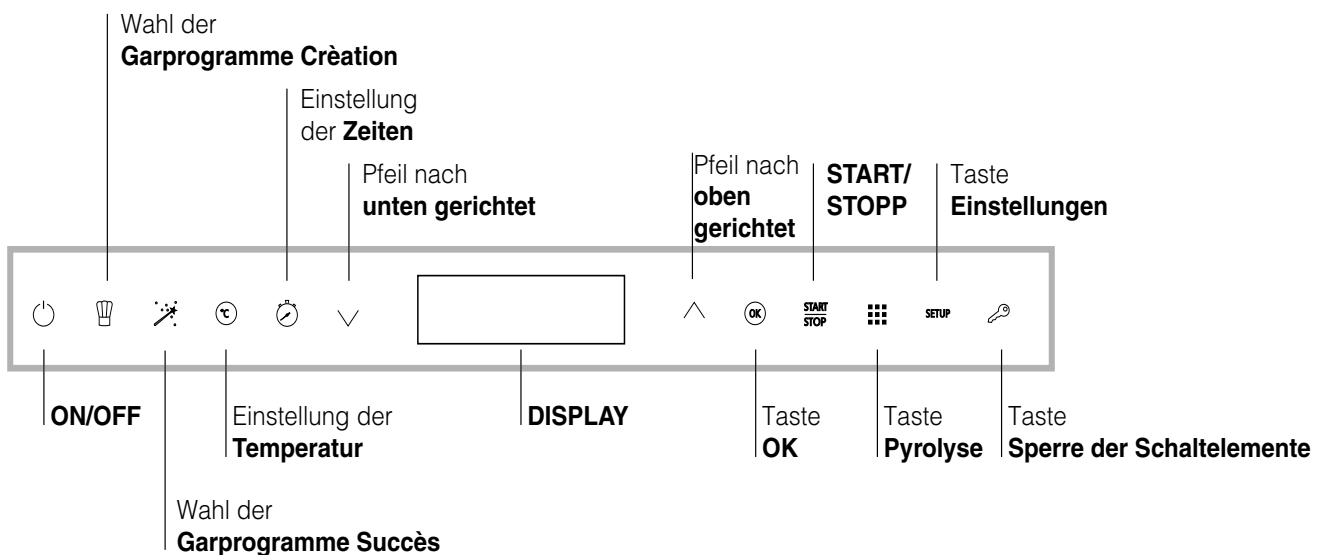 Wahl der
Garprogramme Crèation
Einstellung
der Zeiten
Pfeil nach
unten gerichtet
Pfeil nach
oben
gerichtet
START/
STOPP
Taste
Einstellungen
°C
OK
START
STOP
SETUP
ON/OFF
Einstellung der
Temperatur
DISPLAY
Taste
OK
Taste
Pyrolyse
Taste
Sperre der Schaltelemente
Wahl der
Garprogramme Succès